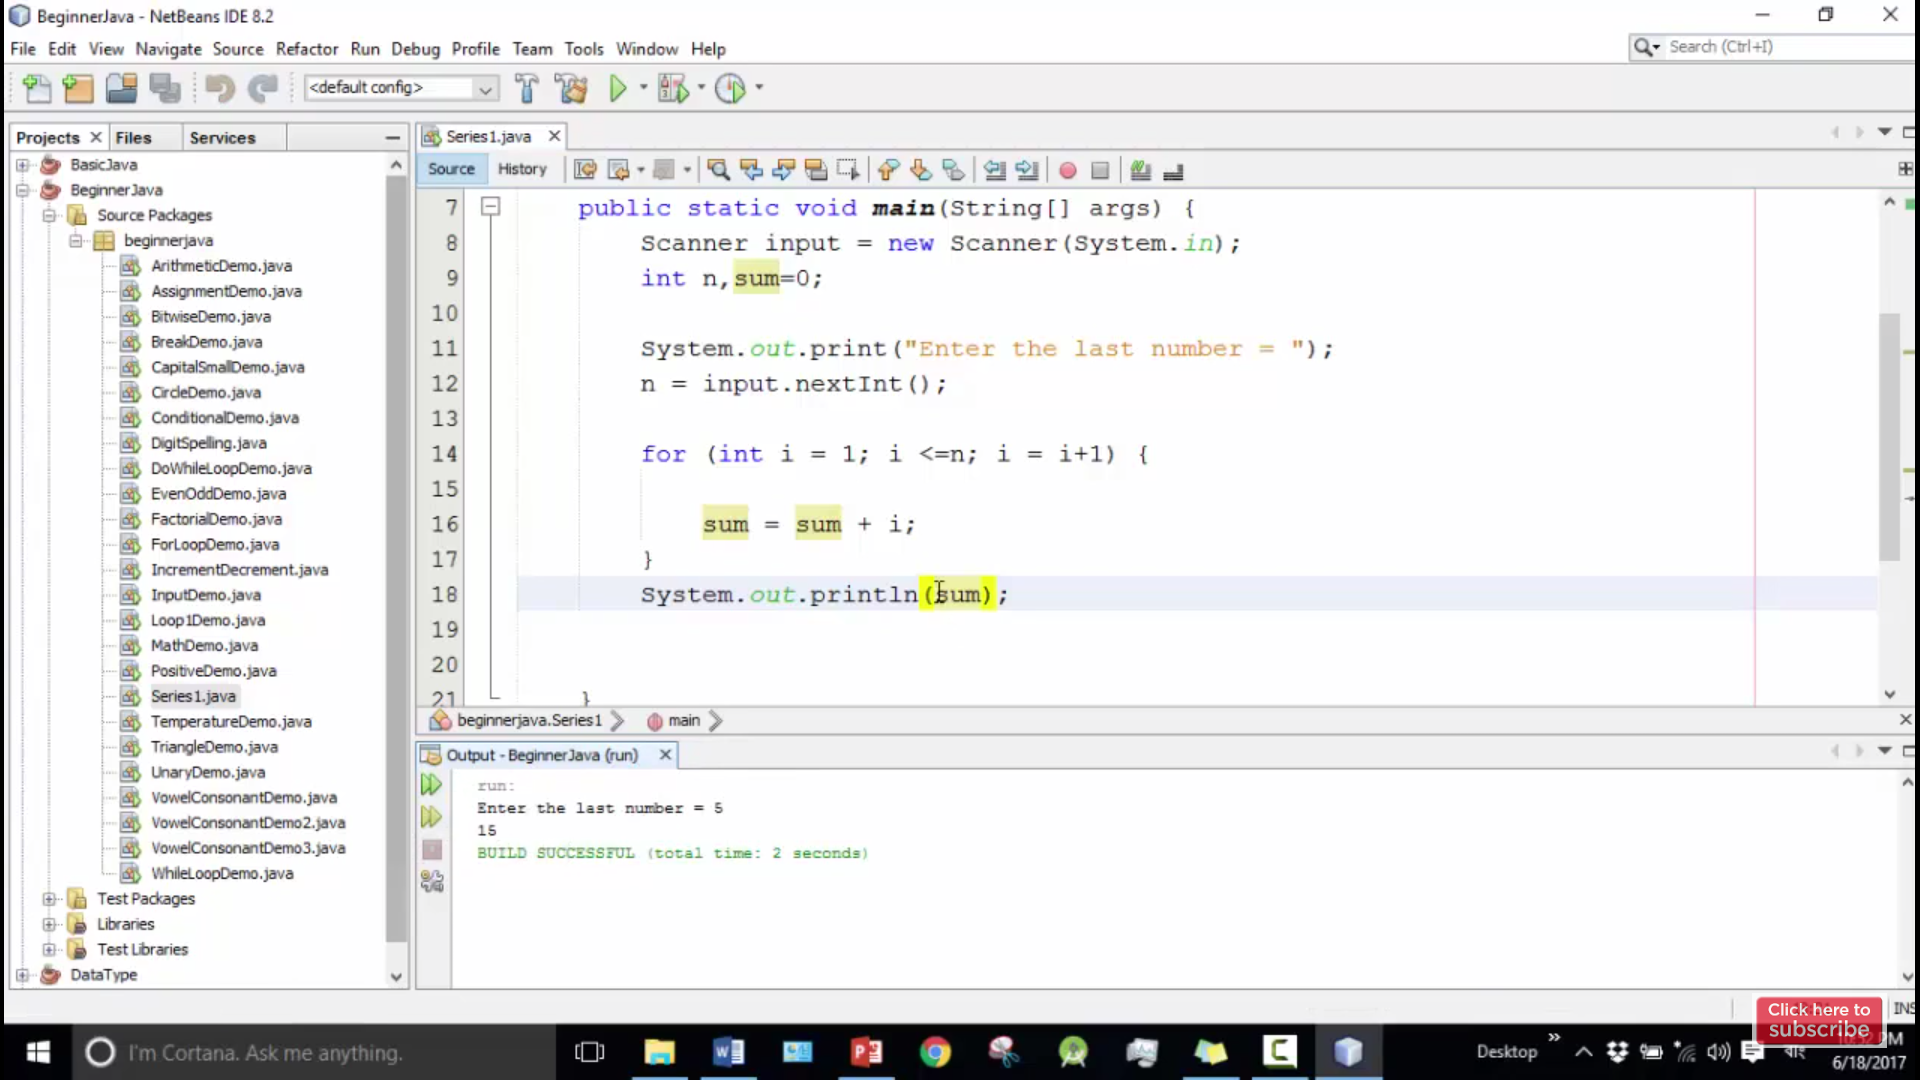 BeginnerJava - NetBeans IDE 8.2
File Edit View Navigate Source Refactor Run Debug Profile Team Tools Window Help
Search (Ctrl+I)
<default config>
Projects Files Services
BasicJava
BeginnerJava
Source Packages
beginnerjava
ArithmeticDemo.java
AssignmentDemo.java
BitwiseDemo.java
BreakDemo.java
CapitalSmallDemo.java
CircleDemo.java
ConditionalDemo.java
DigitSpelling.java
DoWhileLoopDemo.java
EvenOddDemo.java
FactorialDemo.java
ForLoopDemo.java
IncrementDecrement.java
InputDemo.java
Loop1Demo.java
MathDemo.java
PositiveDemo.java
Series1.java
TemperatureDemo.java
TriangleDemo.java
UnaryDemo.java
VowelConsonantDemo.java
VowelConsonantDemo2.java
VowelConsonantDemo3.java
WhileLoopDemo.java
Test Packages
Libraries
Test Libraries
DataType
Series1.java
Source History
7 public static void main(String[] args) {
8 Scanner input = new Scanner(System.in);
9 int n,sum=0;
10
11 System.out.print("Enter the last number = ");
12 n = input.nextInt();
13
14 for (int i = 1; i <=n; i = i+1) {
15
16 sum = sum + i;
17 }
18 System.out.println(sum);
19
20
21 }
beginnerjava.Series1 main
Output - BeginnerJava (run)
run:
Enter the last number = 5
15
BUILD SUCCESSFUL (total time: 2 seconds)
INS
Click here to
subscribe
I'm Cortana. Ask me anything.
Desktop
বাং
PM
6/18/2017